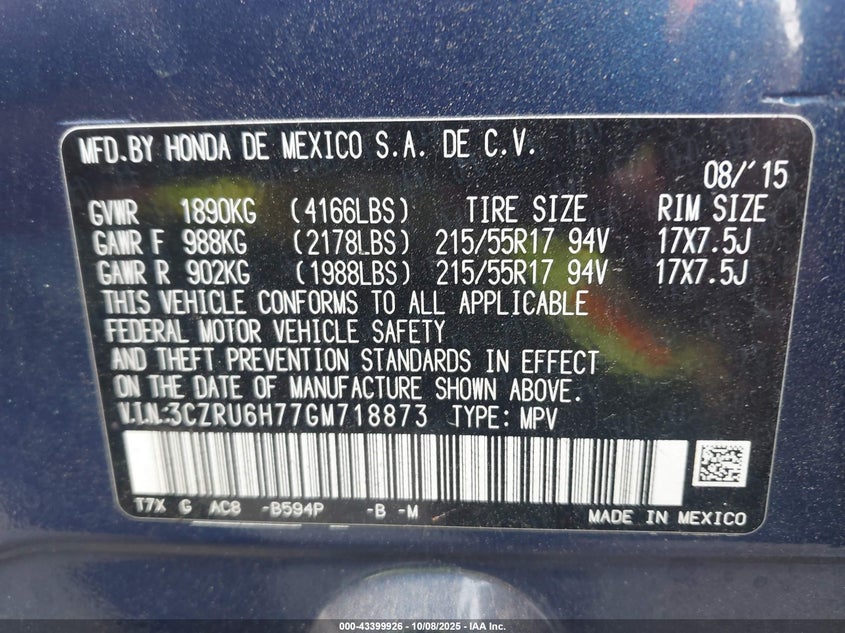 MFD.BY HONDA DE MEXICO S.A. DE C.V.
08/'15
GVWR 1890KG (4166LBS) TIRE SIZE RIM SIZE
GAWR F 988KG (2178LBS) 215/55R17 94V 17X7.5J
GAWR R 902KG (1988LBS) 215/55R17 94V 17X7.5J
THIS VEHICLE CONFORMS TO ALL APPLICABLE
FEDERAL MOTOR VEHICLE SAFETY
AND THEFT PREVENTION STANDARDS IN EFFECT
ON THE DATE OF MANUFACTURE SHOWN ABOVE.
V.I.N.:3CZRU6H77GM718873 TYPE: MPV
T7X G AC8 -B594P -B -M
MADE IN MEXICO
000-43399926 - 10/08/2025 - IAA Inc.